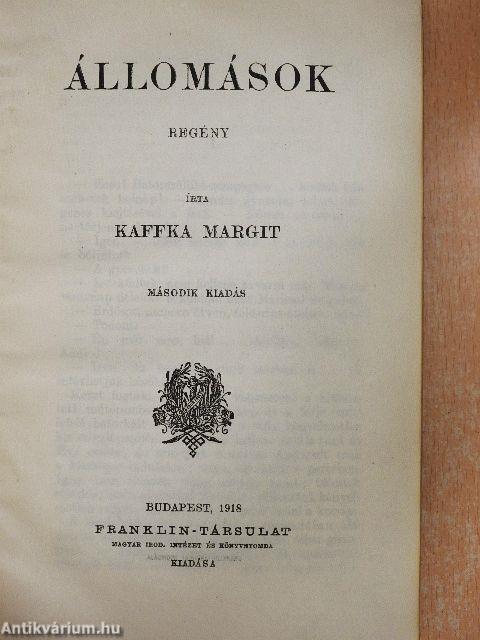 ÁLLOMÁSOK
REGÉNY
ÍRTA
KAFFKA MARGIT
MÁSODIK KIADÁS
BUDAPEST, 1918
FRANKLIN-TÁRSULAT
MAGYAR IROD. INTÉZET ÉS KÖNYVNYOMDA
KIADÁSA
Antikvárium.hu